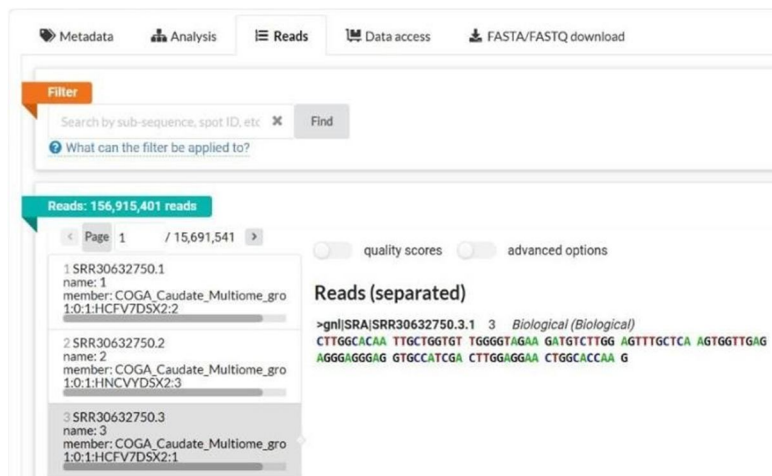 Metadata Analysis Reads Data access FASTA/FASTQ download
Filter
Search by sub-sequence, spot ID, etc Find
What can the filter be applied to?
Reads: 156,915,401 reads
< Page 1 / 15,691,541 >
quality scores advanced options
1 SRR30632750.1
name: 1
member: COGA_Caudate_Multiome_gro
1:0:1:HCFV7DSX2:2
2 SRR30632750.2
name: 2
member: COGA_Caudate_Multiome_gro
1:0:1:HNCVYDSX2:3
3 SRR30632750.3
name: 3
member: COGA_Caudate_Multiome_gro
1:0:1:HCFV7DSX2:1
Reads (separated)
>gnl|SRA|SRR30632750.3.1 3 Biological (Biological)
CTTGGCACAA TTGCTGGTGT TGGGGTAGAA GATGTCTTGG AGTTTGCTCA AGTGGTTGAG
AGGGAGGGAG GTGCCATCGA CTTGGAGGAA CTGGCACCAA G